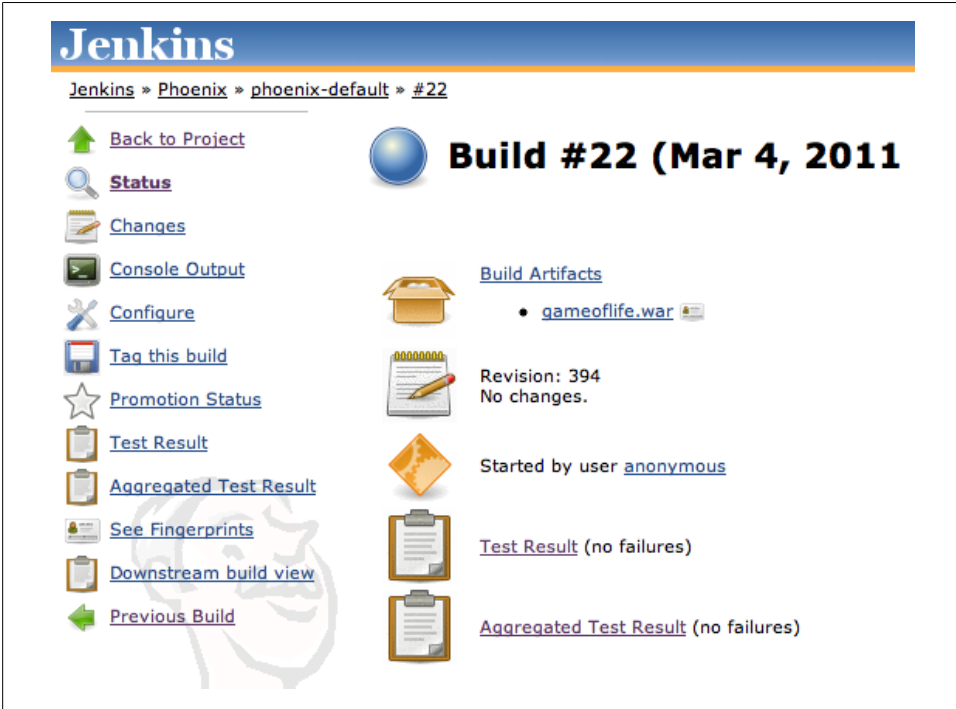 Jenkins
Jenkins » Phoenix » phoenix-default » #22
Back to Project
Status
Changes
Console Output
Configure
Tag this build
Promotion Status
Test Result
Aggregated Test Result
See Fingerprints
Downstream build view
Previous Build
Build #22 (Mar 4, 2011
Build Artifacts
• gameoflife.war
Revision: 394
No changes.
Started by user anonymous
Test Result (no failures)
Aggregated Test Result (no failures)